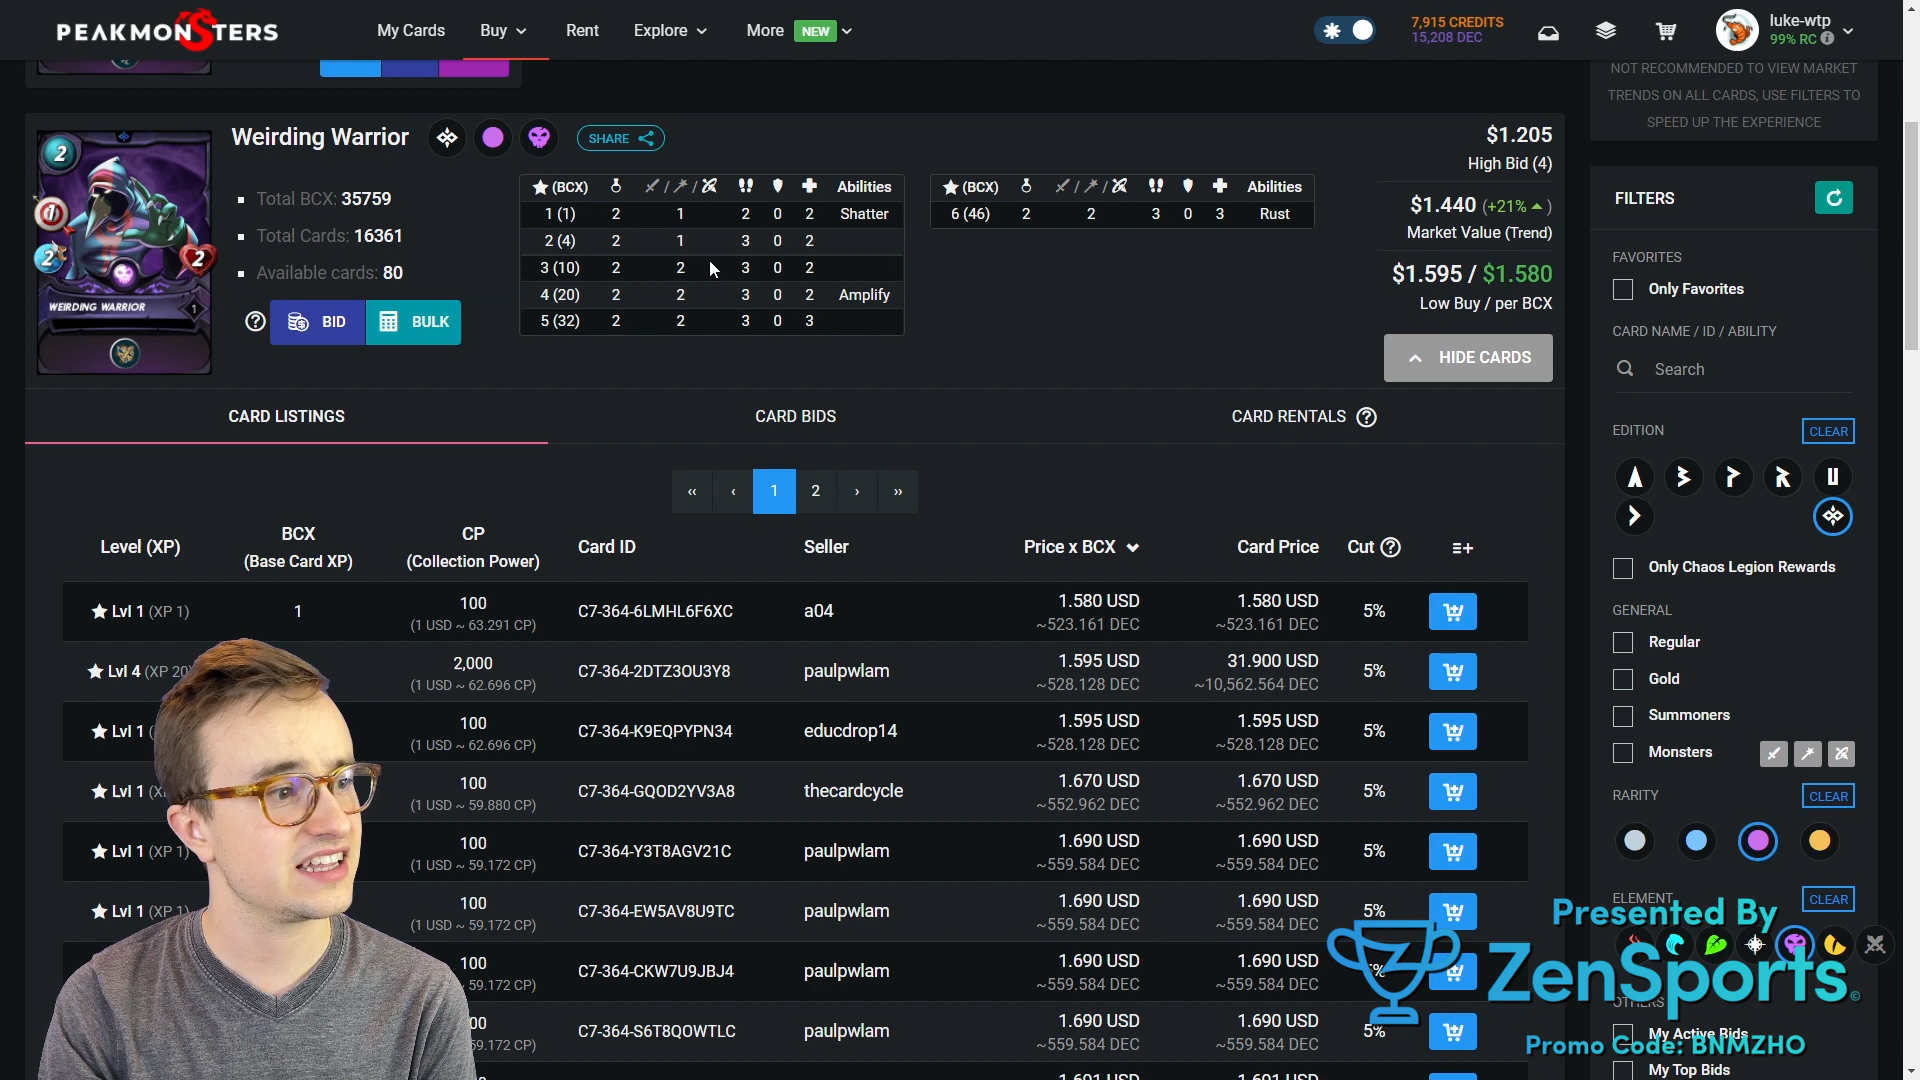 PEAKMONSTERS
My Cards
Buy
Rent
Explore
More NEW
7,915 CREDITS
15,208 DEC
luke-wtp
99% RC
NOT RECOMMENDED TO VIEW MARKET
TRENDS ON ALL CARDS, USE FILTERS TO
SPEED UP THE EXPERIENCE
2
1
2
2
WEIRDING WARRIOR
1
Weirding Warrior
SHARE
Total BCX: 35759
Total Cards: 16361
Available cards: 80
BID
BULK
(BCX) / / Abilities
1 (1) 2 1 2 0 2 Shatter
2 (4) 2 1 3 0 2
3 (10) 2 2 3 0 2
4 (20) 2 2 3 0 2 Amplify
5 (32) 2 2 3 0 3
(BCX) / / Abilities
6 (46) 2 2 3 0 3 Rust
$1.205
High Bid (4)
$1.440 (+21% )
Market Value (Trend)
$1.595 / $1.580
Low Buy / per BCX
HIDE CARDS
CARD LISTINGS
CARD BIDS
CARD RENTALS
‹‹ ‹ 1 2 › ››
Level (XP) BCX (Base Card XP) CP (Collection Power) Card ID Seller Price x BCX Card Price Cut
Lvl 1 (XP 1) 1 100 C7-364-6LMHL6F6XC a04 1.580 USD 1.580 USD 5%
(1 USD ~ 63.291 CP) ~523.161 DEC ~523.161 DEC
Lvl 4 (XP 20) 2,000 C7-364-2DTZ3OU3Y8 paulpwlam 1.595 USD 31.900 USD 5%
(1 USD ~ 62.696 CP) ~528.128 DEC ~10,562.564 DEC
Lvl 1 100 C7-364-K9EQPYPN34 educdrop14 1.595 USD 1.595 USD 5%
(1 USD ~ 62.696 CP) ~528.128 DEC ~528.128 DEC
Lvl 1 100 C7-364-GQOD2YV3A8 thecardcycle 1.670 USD 1.670 USD 5%
(1 USD ~ 59.880 CP) ~552.962 DEC ~552.962 DEC
Lvl 1 (XP 1) 100 C7-364-Y3T8AGV21C paulpwlam 1.690 USD 1.690 USD 5%
(1 USD ~ 59.172 CP) ~559.584 DEC ~559.584 DEC
Lvl 1 (XP 1) 100 C7-364-EW5AV8U9TC paulpwlam 1.690 USD 1.690 USD 5%
(1 USD ~ 59.172 CP) ~559.584 DEC ~559.584 DEC
100 C7-364-CKW7U9JBJ4 paulpwlam 1.690 USD 1.690 USD
59.172 CP) ~559.584 DEC ~559.584 DEC
00 C7-364-S6T8QOWTLC paulpwlam 1.690 USD 1.690 USD 5%
59.172 CP) ~559.584 DEC ~559.584 DEC
FILTERS
FAVORITES
Only Favorites
CARD NAME / ID / ABILITY
Search
EDITION CLEAR
Only Chaos Legion Rewards
GENERAL
Regular
Gold
Summoners
Monsters
RARITY CLEAR
ELEMENT CLEAR
OTHERS
My Active Bids
My Top Bids
Presented By
ZenSports
Promo Code: BNMZHO